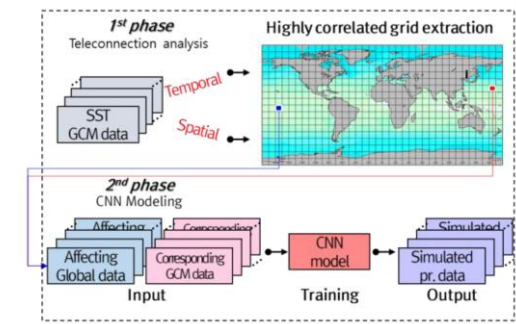 1st phase
Teleconnection analysis
Highly correlated grid extraction
Temporal
SST
GCM data
Spatial
2nd phase
CNN Modeling
Affecting
Corresponding
Simulated
Affecting
Global data
Corresponding
GCM data
CNN
model
Simulated
pr. data
Input
Training
Output